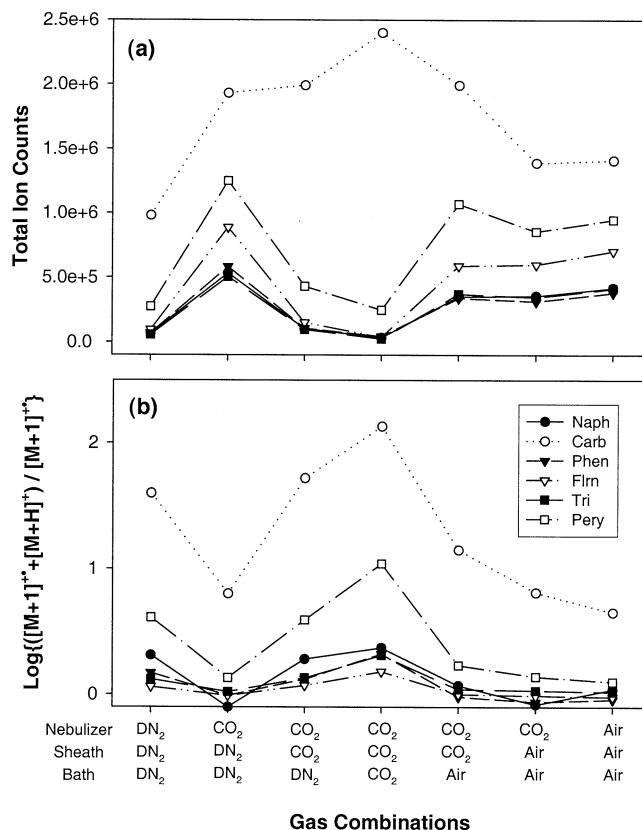 (a)
Total Ion Counts
2.5e+6
2.0e+6
1.5e+6
1.0e+6
5.0e+5
0.0
(b)
Log{([M+1]⁺•+[M+H]⁺) / [M+1]⁺•}
2
1
0
Naph
Carb
Phen
Flrn
Tri
Pery
Nebulizer DN₂ CO₂ CO₂ CO₂ CO₂ CO₂ Air
Sheath DN₂ DN₂ CO₂ CO₂ CO₂ Air Air
Bath DN₂ DN₂ DN₂ CO₂ Air Air Air
Gas Combinations